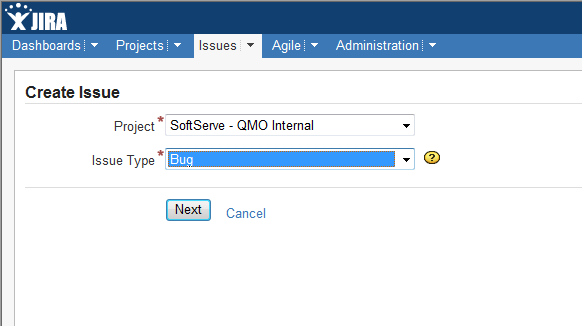 JIRA
Dashboards Projects Issues Agile Administration
Create Issue
Project * SoftServe - QMO Internal
Issue Type * Bug ?
Next Cancel